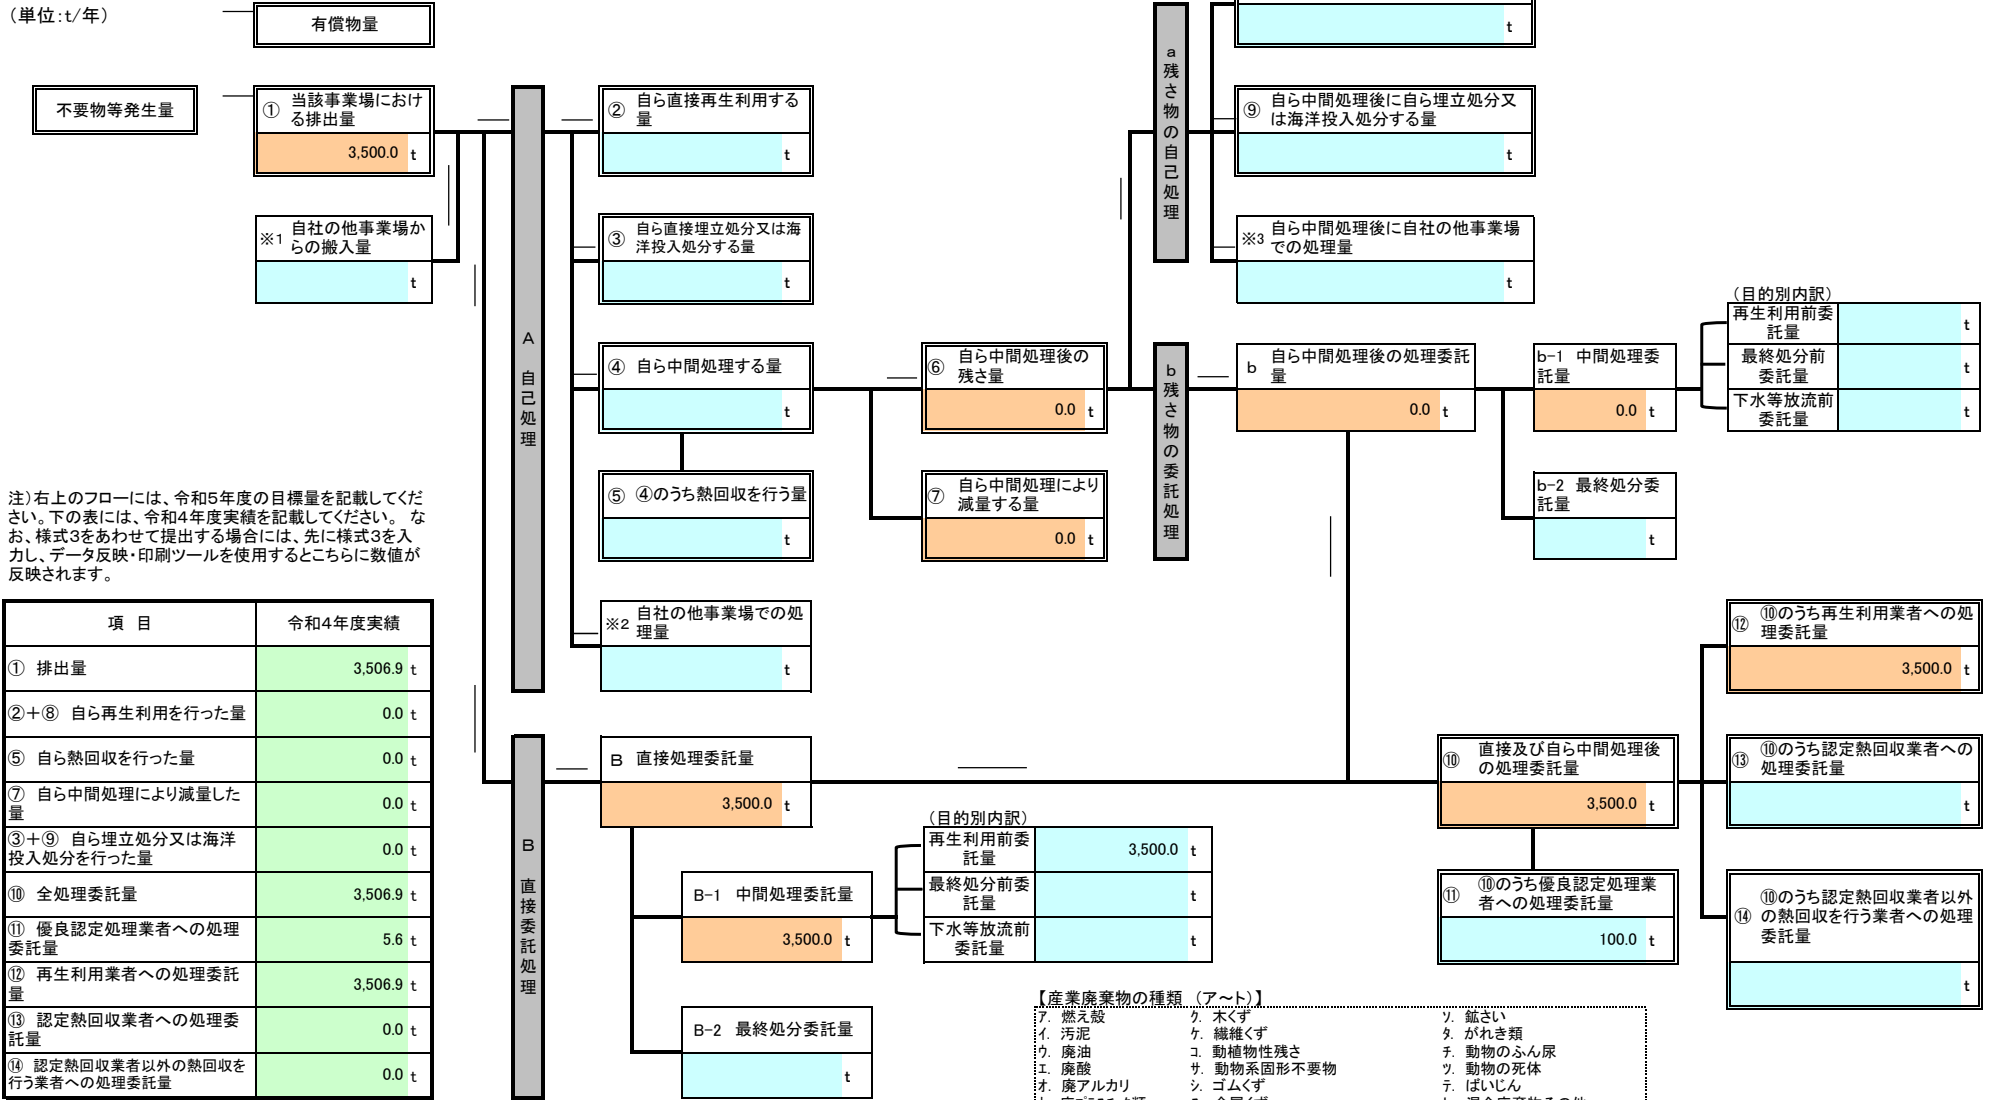 （単位:t/年）
有償物量
不要物等発生量
① 当該事業場におけ
る排出量
3,500.0 t
※1 自社の他事業場か
らの搬入量
t
A 自己処理
② 自ら直接再生利用する
量
t
③ 自ら直接埋立処分又は海
洋投入処分する量
t
④ 自ら中間処理する量
t
⑤ ④のうち熱回収を行う量
t
※2 自社の他事業場での処
理量
t
⑥ 自ら中間処理後の
残さ量
0.0 t
⑦ 自ら中間処理により
減量する量
0.0 t
a 残さ物の自己処理
t
⑨ 自ら中間処理後に自ら埋立処分又
は海洋投入処分する量
t
※3 自ら中間処理後に自社の他事業場
での処理量
t
b 残さ物の委託処理
b 自ら中間処理後の処理委託
量
0.0 t
b-1 中間処理委
託量
0.0 t
（目的別内訳）
再生利用前委
託量
t
最終処分前
委託量
t
下水等放流前
委託量
t
b-2 最終処分委
託量
t
注）右上のフローには、令和5年度の目標量を記載してくだ
さい。下の表には、令和4年度実績を記載してください。 な
お、様式3をあわせて提出する場合には、先に様式3を入
力し、データ反映・印刷ツールを使用するとこちらに数値が
反映されます。
項 目 令和4年度実績
① 排出量 3,506.9 t
②+⑧ 自ら再生利用を行った量 0.0 t
⑤ 自ら熱回収を行った量 0.0 t
⑦ 自ら中間処理により減量した
量 0.0 t
③+⑨ 自ら埋立処分又は海洋
投入処分を行った量 0.0 t
⑩ 全処理委託量 3,506.9 t
⑪ 優良認定処理業者への処理
委託量 5.6 t
⑫ 再生利用業者への処理委託
量 3,506.9 t
⑬ 認定熱回収業者への処理委
託量 0.0 t
⑭ 認定熱回収業者以外の熱回収を
行う業者への処理委託量 0.0 t
B 直接委託処理
B 直接処理委託量
3,500.0 t
B-1 中間処理委託量
3,500.0 t
（目的別内訳）
再生利用前委
託量
3,500.0 t
最終処分前委
託量
t
下水等放流前
委託量
t
B-2 最終処分委託量
t
⑩ 直接及び自ら中間処理後
の処理委託量
3,500.0 t
⑪ ⑩のうち優良認定処理業
者への処理委託量
100.0 t
⑫ ⑩のうち再生利用業者への処
理委託量
3,500.0 t
⑬ ⑩のうち認定熱回収業者への
処理委託量
t
⑭ ⑩のうち認定熱回収業者以外
の熱回収を行う業者への処理
委託量
t
【産業廃棄物の種類 （ア～ト）】
ア. 燃え殻 ク. 木くず ソ. 鉱さい
イ. 汚泥 ケ. 繊維くず タ. がれき類
ウ. 廃油 コ. 動植物性残さ チ. 動物のふん尿
エ. 廃酸 サ. 動物系固形不要物 ツ. 動物の死体
オ. 廃アルカリ シ. ゴムくず テ. ばいじん